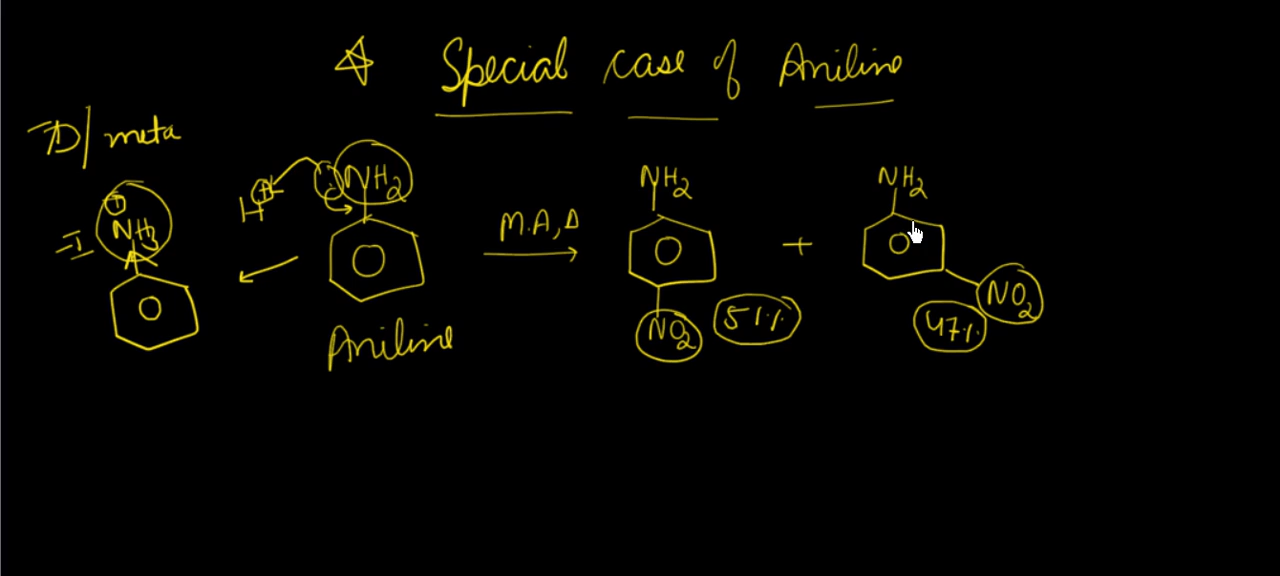 ☆ Special case of Aniline
D/meta
⊕
NH3
-I
H⊕
NH2
Aniline
M.A, Δ
NH2
NO2
51%
+
NH2
NO2
47%